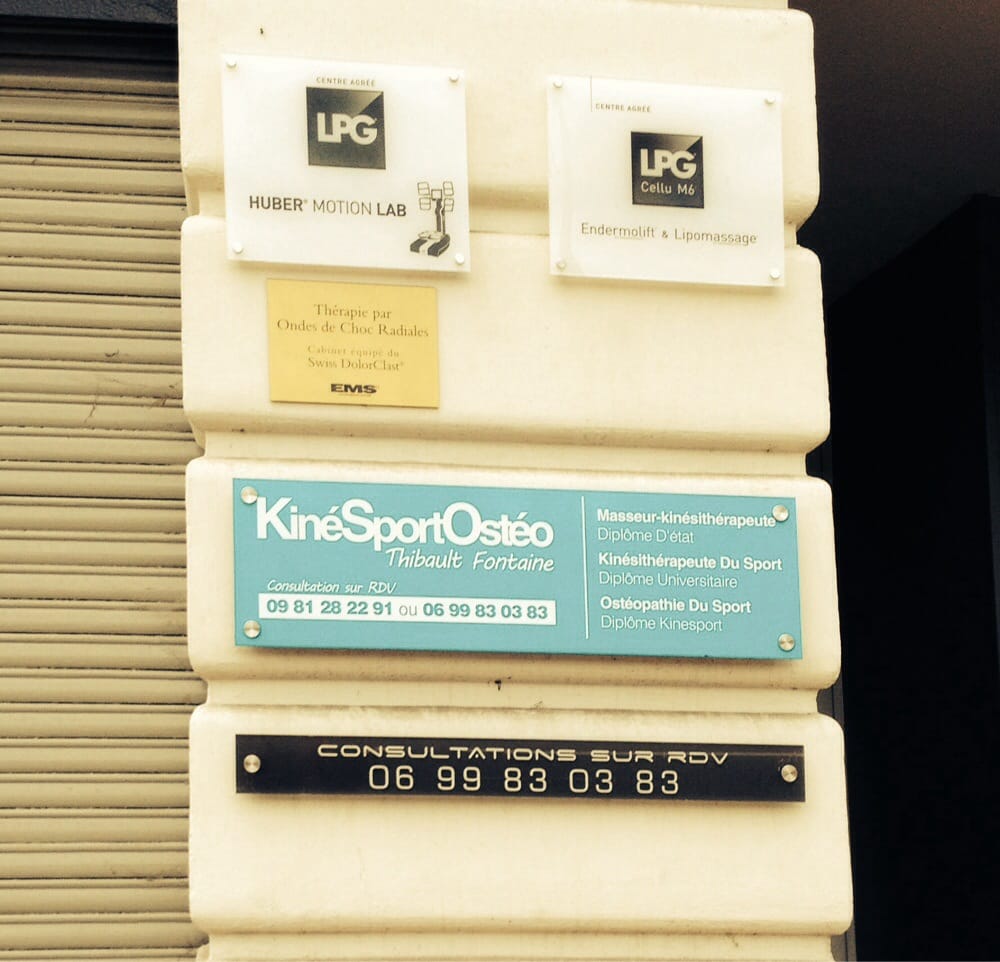 CENTRE AGRÉÉ
LPG
HUBER® MOTION LAB
CENTRE AGRÉE
LPG
Cellu M6
Endermolift & Lipomassage
Thérapie par
Ondes de Choc Radiales
Cabinet équipé du
Swiss DolorClast®
EMS
KinéSportOstéo
Thibault Fontaine
Consultation sur RDV
09 81 28 22 91 ou 06 99 83 03 83
Masseur-kinésithérapeute
Diplôme D'état
Kinésithérapeute Du Sport
Diplôme Universitaire
Ostéopathie Du Sport
Diplôme Kinesport
CONSULTATIONS SUR RDV
06 99 83 03 83